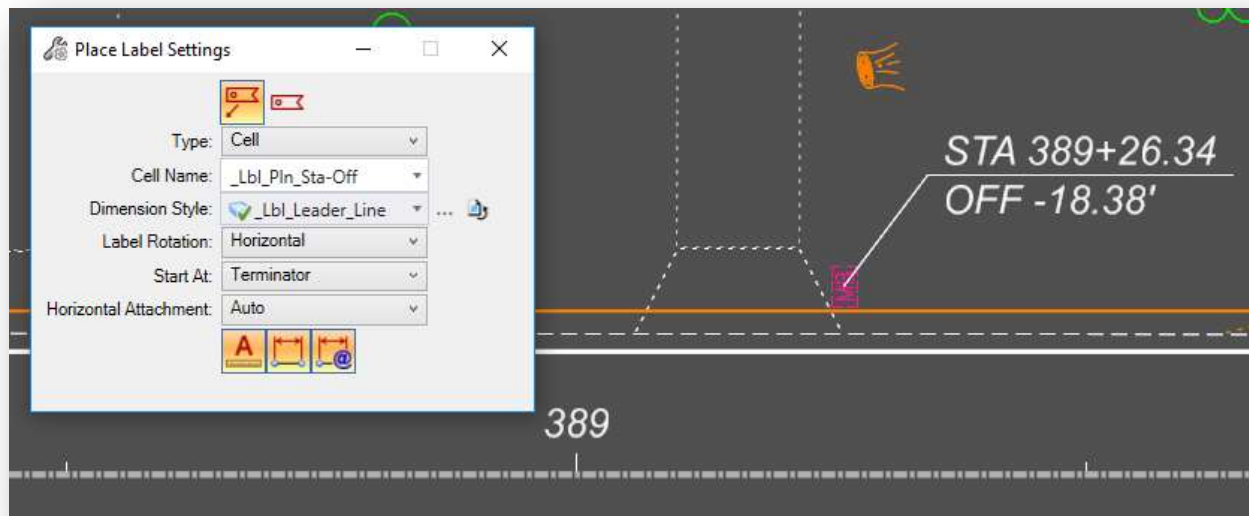 Place Label Settings
Type: Cell
Cell Name: _Lbl_Pln_Sta-Off
Dimension Style: _Lbl_Leader_Line ...
Label Rotation: Horizontal
Start At: Terminator
Horizontal Attachment: Auto
A
@
STA 389+26.34
OFF -18.38'
MB
389